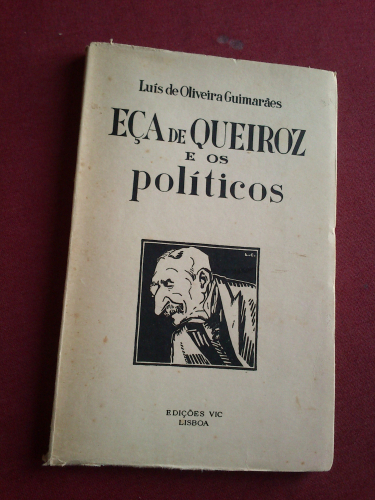 Luís de Oliveira Guimarães
EÇA DE QUEIROZ
E OS
políticos
EDIÇÕES VIC
LISBOA